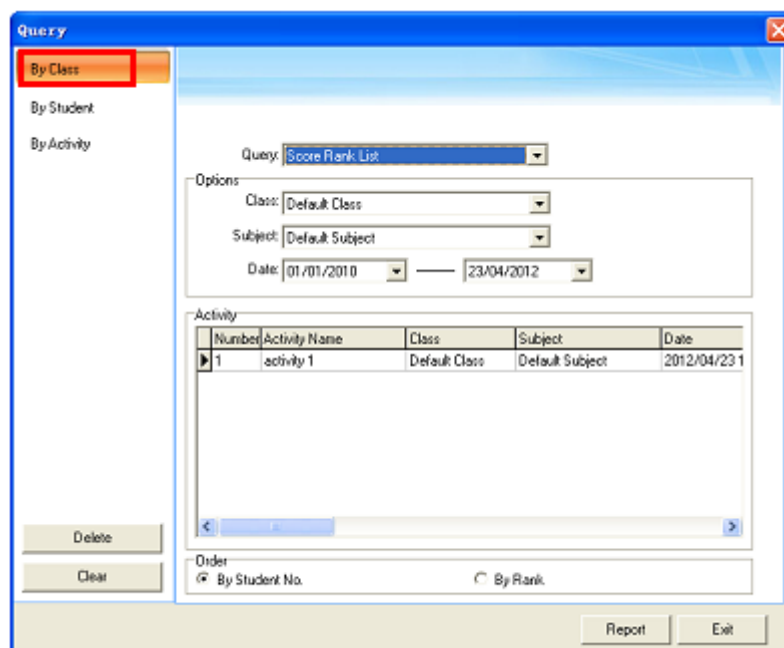 Query
By Class
By Student
By Activity
Query: Score Rank List
Options
Class: Default Class
Subject: Default Subject
Date: 01/01/2010 23/04/2012
Activity
Number Activity Name Class Subject Date
1 activity 1 Default Class Default Subject 2012/04/23 1
Delete
Clear
Order
By Student No. By Rank
Report Exit